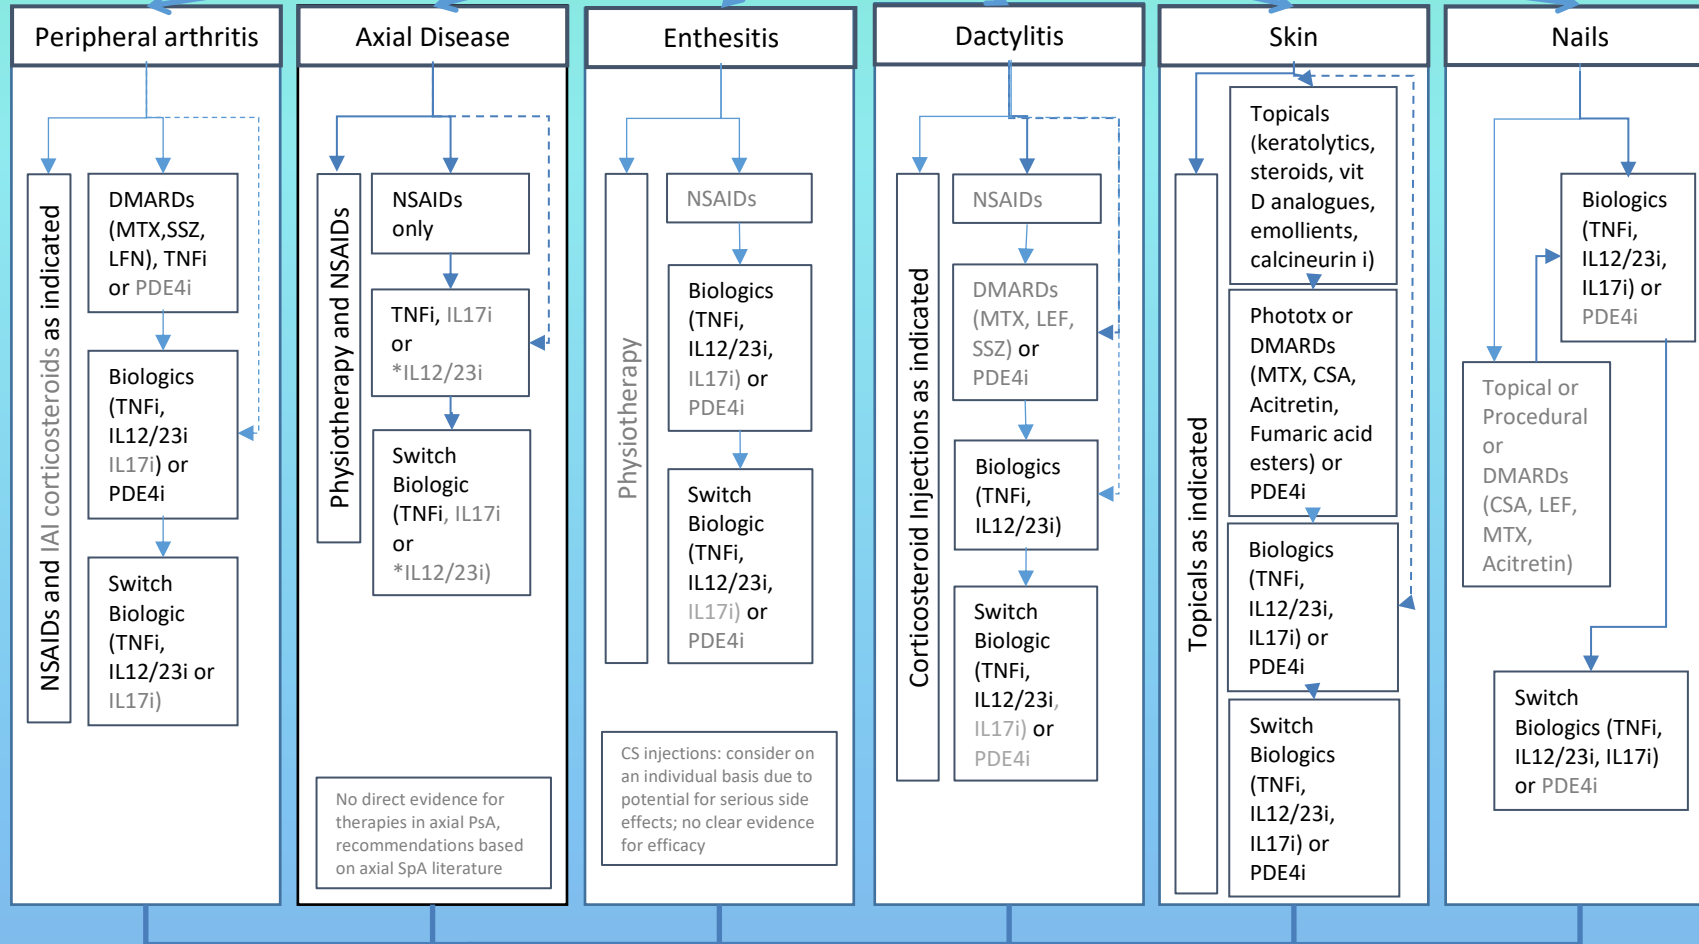 Peripheral arthritis
NSAIDs and IAI corticosteroids as indicated
DMARDs
(MTX,SSZ,
LFN), TNFi
or PDE4i
Biologics
(TNFi,
IL12/23i
IL17i) or
PDE4i
Switch
Biologic
(TNFi,
IL12/23i or
IL17i)
Axial Disease
Physiotherapy and NSAIDs
NSAIDs
only
TNFi, IL17i
or
*IL12/23i
Switch
Biologic
(TNFi, IL17i
or
*IL12/23i)
No direct evidence for
therapies in axial PsA,
recommendations based
on axial SpA literature
Enthesitis
Physiotherapy
NSAIDs
Biologics
(TNFi,
IL12/23i,
IL17i) or
PDE4i
Switch
Biologic
(TNFi,
IL12/23i,
IL17i) or
PDE4i
CS injections: consider on
an individual basis due to
potential for serious side
effects; no clear evidence
for efficacy
Dactylitis
Corticosteroid Injections as indicated
NSAIDs
DMARDs
(MTX, LEF,
SSZ) or
PDE4i
Biologics
(TNFi,
IL12/23i)
Switch
Biologic
(TNFi,
IL12/23i,
IL17i) or
PDE4i
Skin
Topicals as indicated
Topicals
(keratolytics,
steroids, vit
D analogues,
emollients,
calcineurin i)
Phototx or
DMARDs
(MTX, CSA,
Acitretin,
Fumaric acid
esters) or
PDE4i
Biologics
(TNFi,
IL12/23i,
IL17i) or
PDE4i
Switch
Biologics
(TNFi,
IL12/23i,
IL17i) or
PDE4i
Nails
Biologics
(TNFi,
IL12/23i,
IL17i) or
PDE4i
Topical or
Procedural
or
DMARDs
(CSA, LEF,
MTX,
Acitretin)
Switch
Biologics (TNFi,
IL12/23i, IL17i)
or PDE4i